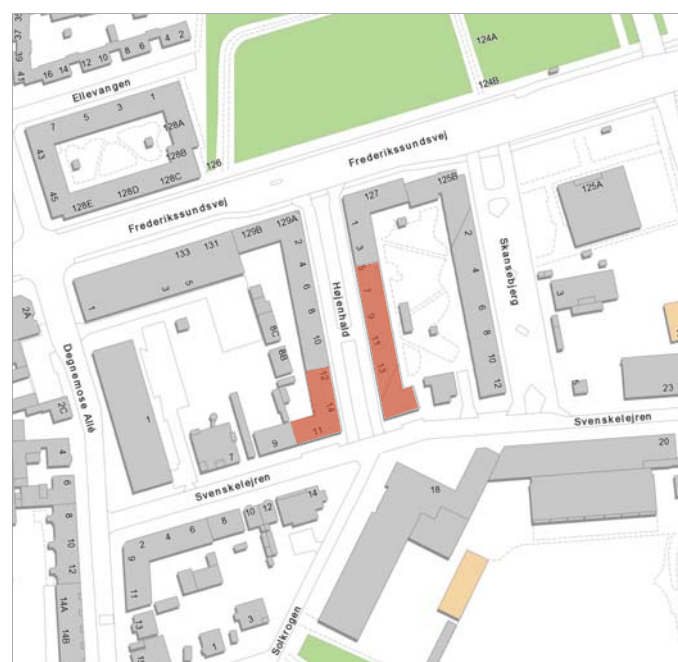 35
37
39
41
16
14
12
10
8
6
4
2
Ellevangen
124A
124B
7
5
3
1
43
45
128A
128B
128C
128D
128E
126
Frederikssundsvej
Frederikssundsvej
127
125B
125A
129A
129B
131
133
1
3
5
2
4
6
8
10
12
14
11
9
7
8C
8B
Højenhald
1
3
5
7
9
11
13
2
4
6
8
10
12
Skansebjerg
3
5
23
2A
2C
Degnemose Allé
1
4
6
8
10
12
14A
14B
Svenskelejren
Svenskelejren
20
18
14
12
10
8
6
4
2
9
11
13
15
1
3
Solkrogen